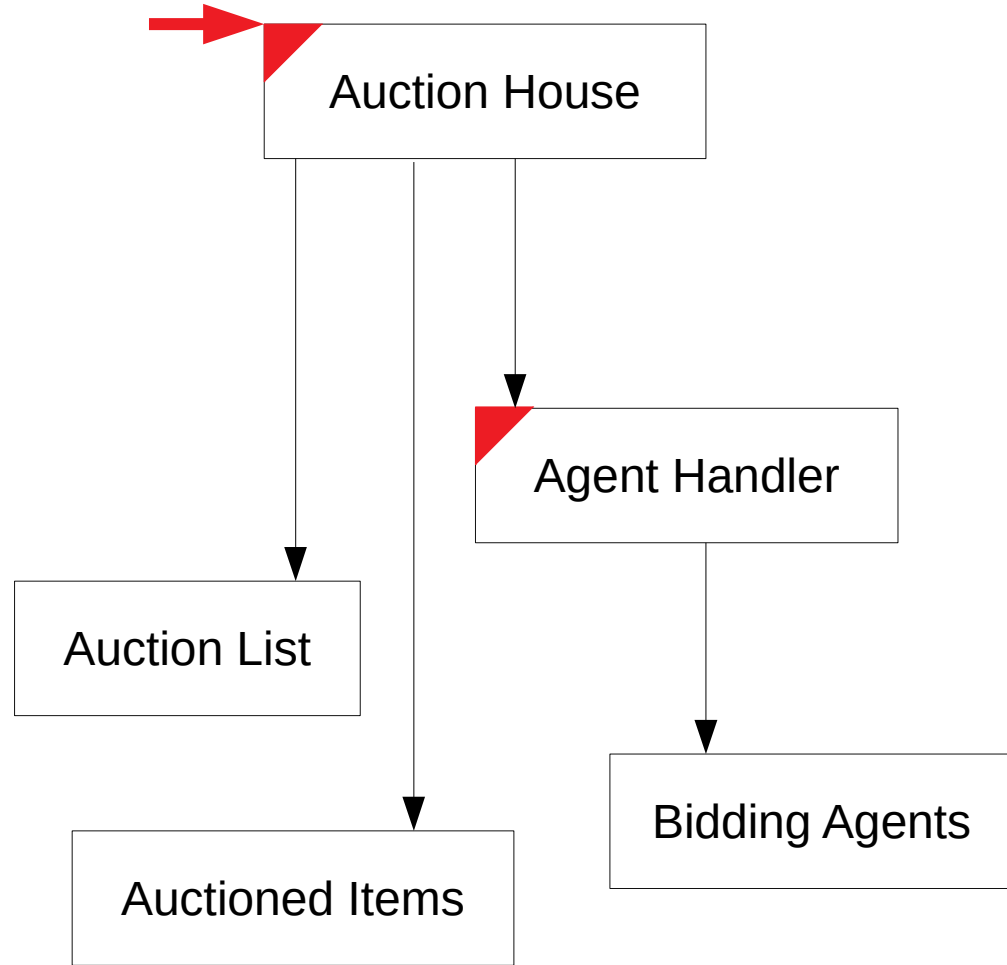 Auction House
Agent Handler
Auction List
Bidding Agents
Auctioned Items